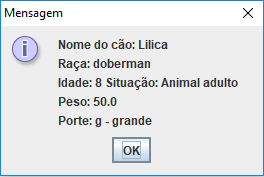 Mensagem
Nome do cão: Lilica
Raça: doberman
Idade: 8 Situação: Animal adulto
Peso: 50.0
Porte: g - grande
OK